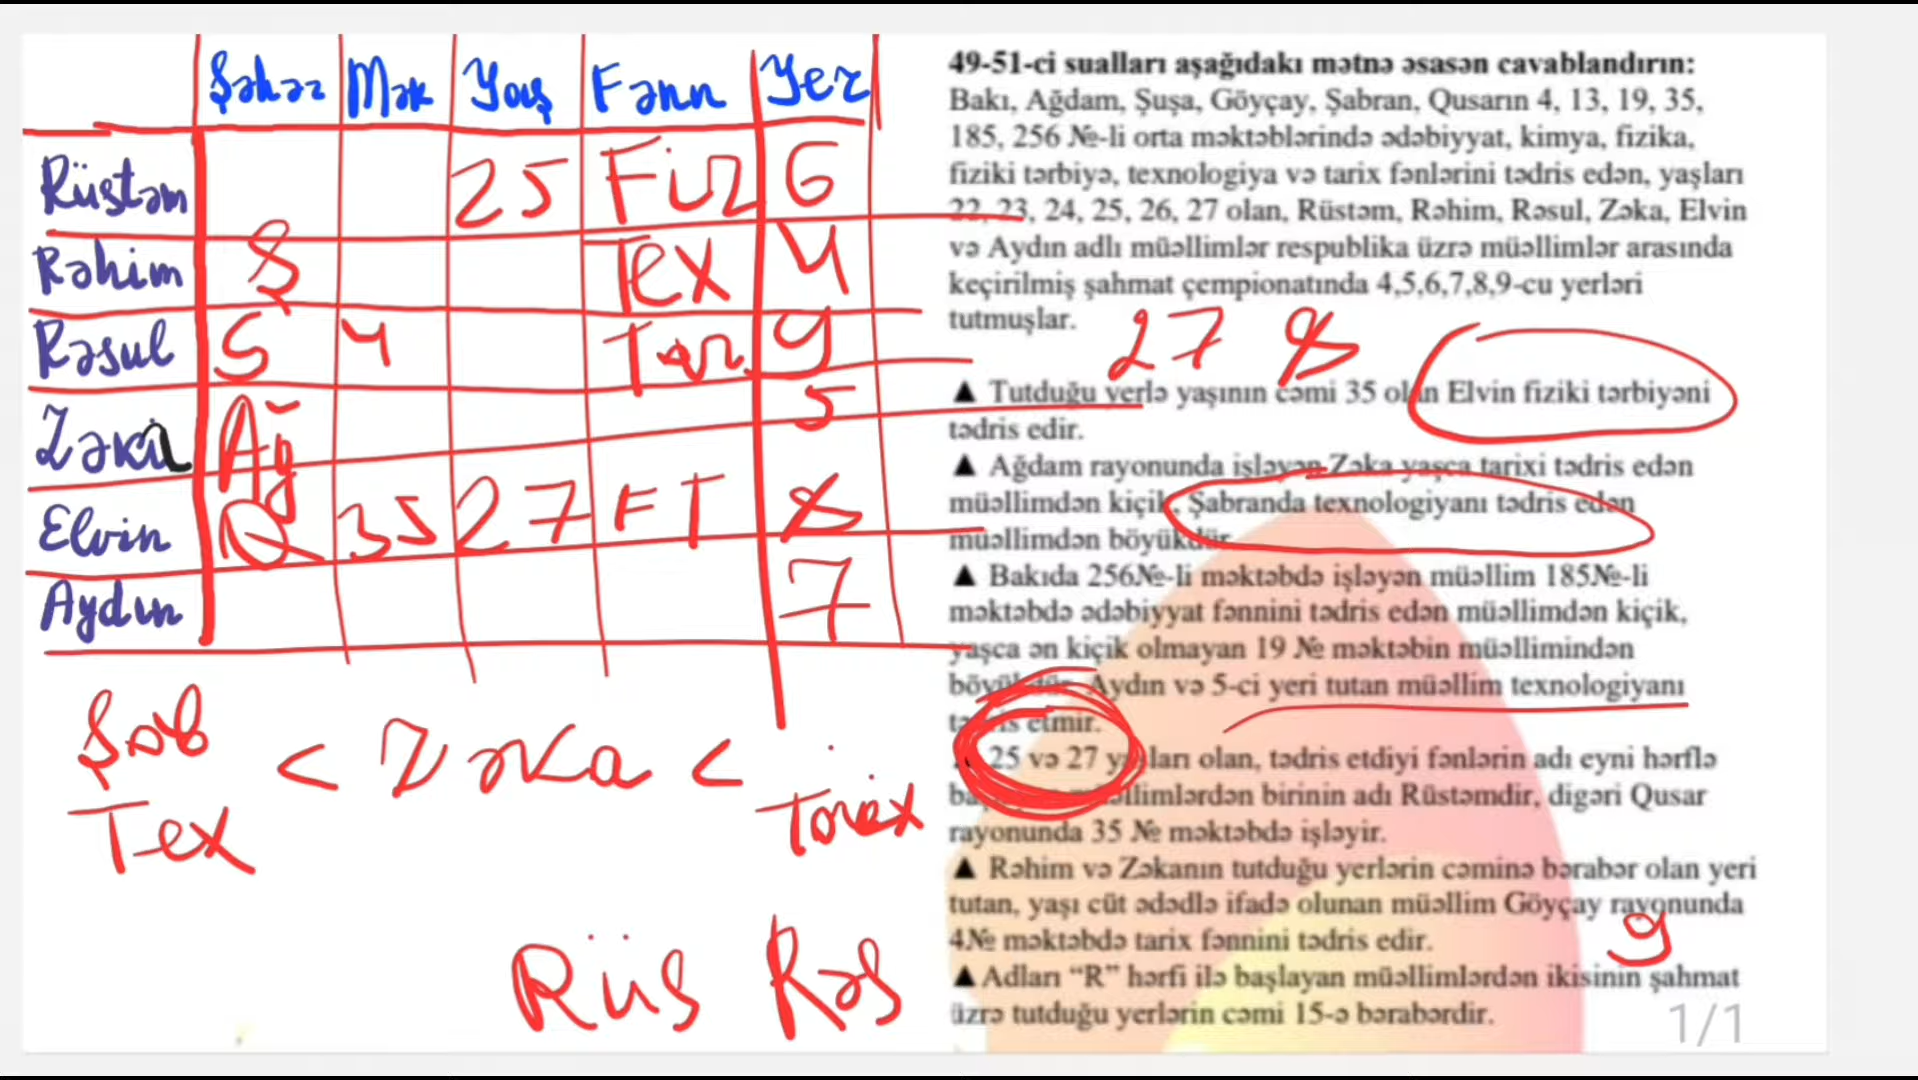 Şəhər Mək Yaş Fənn Yer
Rüstəm 25 Fiz 6
Rəhim Ş Tex 4
Rəsul G 4 Tar 9
Zəka Ağ 5
Elvin Q 35 27 FT 8
Aydın 7
Şab < Zəka <
Tex Tarix
Rüs Rəs
49-51-ci sualları aşağıdakı mətnə əsasən cavablandırın:
Bakı, Ağdam, Şuşa, Göyçay, Şabran, Qusarın 4, 13, 19, 35,
185, 256 №-li orta məktəblərində ədəbiyyat, kimya, fizika,
fiziki tərbiyə, texnologiya və tarix fənlərini tədris edən, yaşları
22, 23, 24, 25, 26, 27 olan, Rüstəm, Rəhim, Rəsul, Zəka, Elvin
və Aydın adlı müəllimlər respublika üzrə müəllimlər arasında
keçirilmiş şahmat çempionatında 4,5,6,7,8,9-cu yerləri
tutmuşlar.
27 8
▲ Tutduğu yerlə yaşının cəmi 35 olan Elvin fiziki tərbiyəni
tədris edir.
▲ Ağdam rayonunda işləyən Zəka yaşca tarixi tədris edən
müəllimdən kiçik, Şabranda texnologiyanı tədris edən
müəllimdən böyükdür.
▲ Bakıda 256№-li məktəbdə işləyən müəllim 185№-li
məktəbdə ədəbiyyat fənnini tədris edən müəllimdən kiçik,
yaşca ən kiçik olmayan 19 № məktəbin müəllimindən
böyükdür. Aydın və 5-ci yeri tutan müəllim texnologiyanı
tədris etmir.
25 və 27 yaşları olan, tədris etdiyi fənlərin adı eyni hərflə
başlayan müəllimlərdən birinin adı Rüstəmdir, digəri Qusar
rayonunda 35 № məktəbdə işləyir.
▲ Rəhim və Zəkanın tutduğu yerlərin cəminə bərabər olan yeri
tutan, yaşı cüt ədədlə ifadə olunan müəllim Göyçay rayonunda
4№ məktəbdə tarix fənnini tədris edir.
9
▲Adları “R” hərfi ilə başlayan müəllimlərdən ikisinin şahmat
üzrə tutduğu yerlərin cəmi 15-ə bərabərdir.
1/1